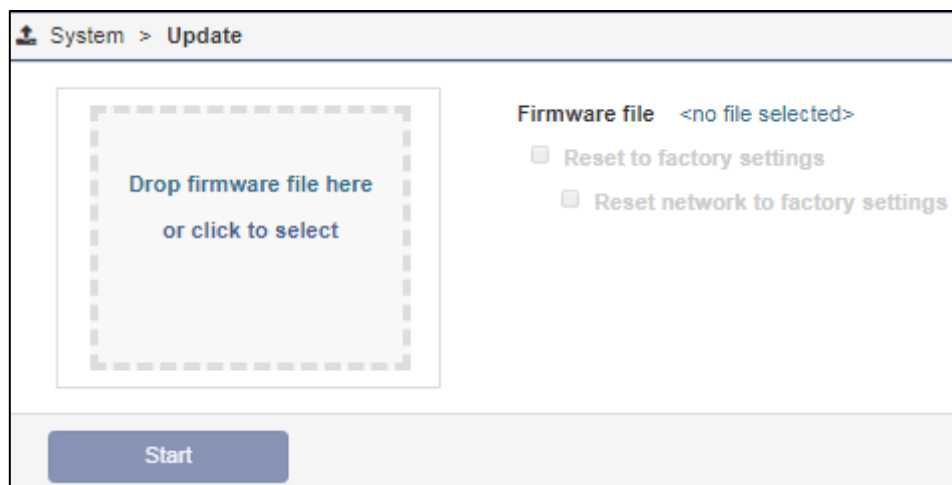 System > Update
Drop firmware file here
or click to select
Firmware file <no file selected>
Reset to factory settings
Reset network to factory settings
Start